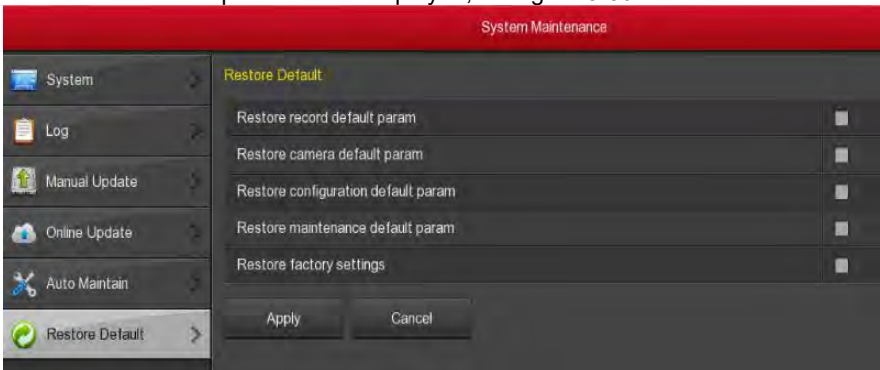 System Maintenance
System
Log
Manual Update
Online Update
Auto Maintain
Restore Default
Restore Default
Restore record default param
Restore camera default param
Restore configuration default param
Restore maintenance default param
Restore factory settings
Apply
Cancel